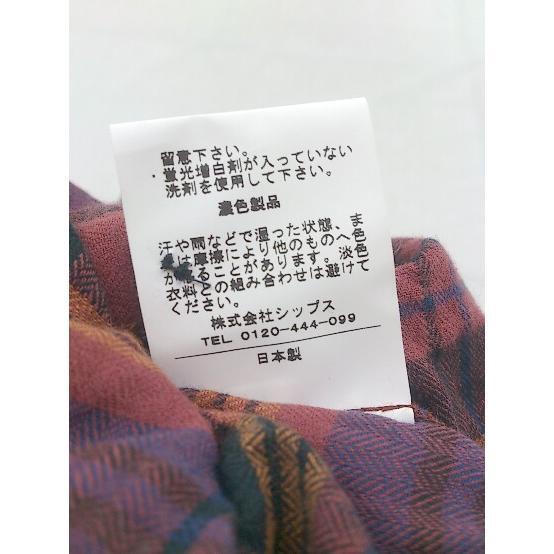 留意下さい。
・蛍光増白剤が入っていない
洗剤を使用して下さい。
濃色製品
汗や雨などで湿った状態、ま
は摩擦により他のものへ色
が ることがあります。淡色
衣料との組み合わせは避けて
ください。
株式会社シップス
TEL 0120-444-099
日本製